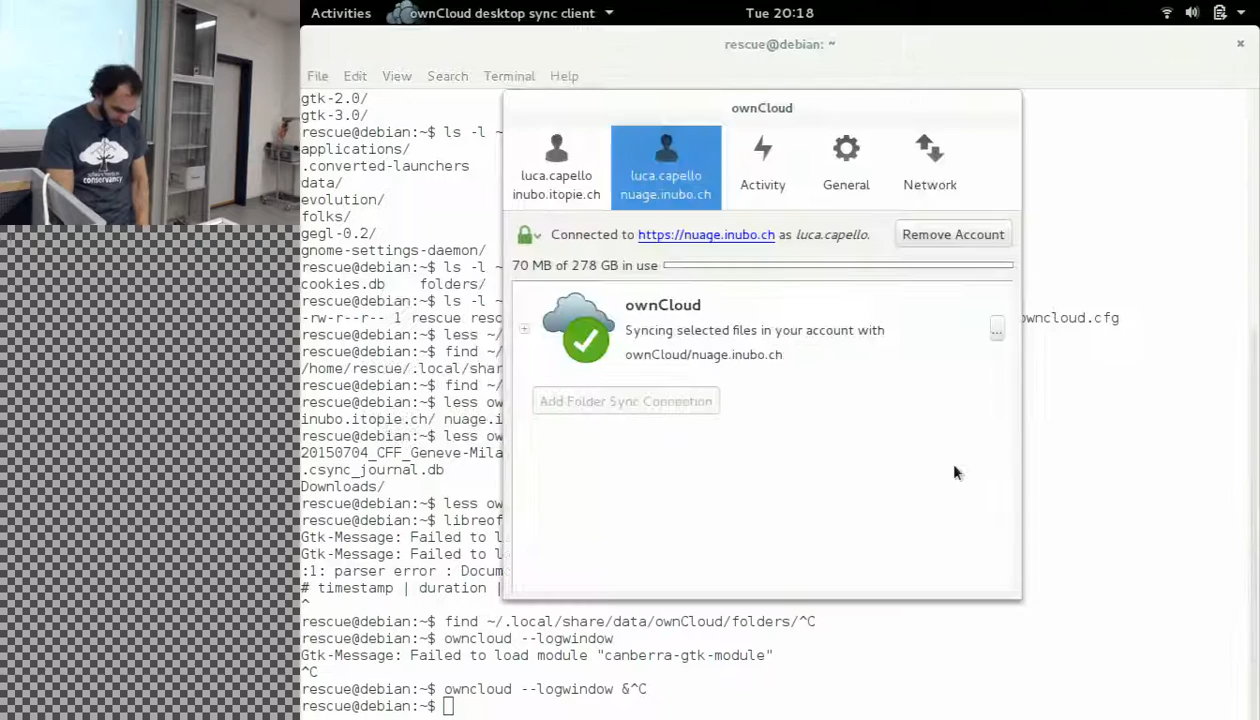 Activities ownCloud desktop sync client Tue 20:18
rescue@debian: ~
File Edit View Search Terminal Help
gtk-2.0/
gtk-3.0/
rescue@debian:~$ ls -l ~
applications/
.converted-launchers
data/
evolution/
folks/
gegl-0.2/
gnome-settings-daemon/
rescue@debian:~$ ls -l ~
cookies.db folders/
rescue@debian:~$ ls -l ~
-rw-r--r-- 1 rescue resc owncloud.cfg
rescue@debian:~$ less ~/
rescue@debian:~$ find ~/.
/home/rescue/.local/shar
rescue@debian:~$ find ~/
rescue@debian:~$ less ow
inubo.itopie.ch/ nuage.i
rescue@debian:~$ less ow
20150704_CFF_Geneve-Mila
.csync_journal.db
Downloads/
rescue@debian:~$ less ow
rescue@debian:~$ libreof
Gtk-Message: Failed to l
Gtk-Message: Failed to l
:1: parser error : Docum
# timestamp | duration |
^
rescue@debian:~$ find ~/.local/share/data/ownCloud/folders/^C
rescue@debian:~$ owncloud --logwindow
Gtk-Message: Failed to load module "canberra-gtk-module"
^C
rescue@debian:~$ owncloud --logwindow &^C
rescue@debian:~$
ownCloud
luca.capello
inubo.itopie.ch
luca.capello
nuage.inubo.ch
Activity
General
Network
Connected to https://nuage.inubo.ch as luca.capello.
Remove Account
70 MB of 278 GB in use
ownCloud
Syncing selected files in your account with
ownCloud/nuage.inubo.ch
...
Add Folder Sync Connection
conservancy